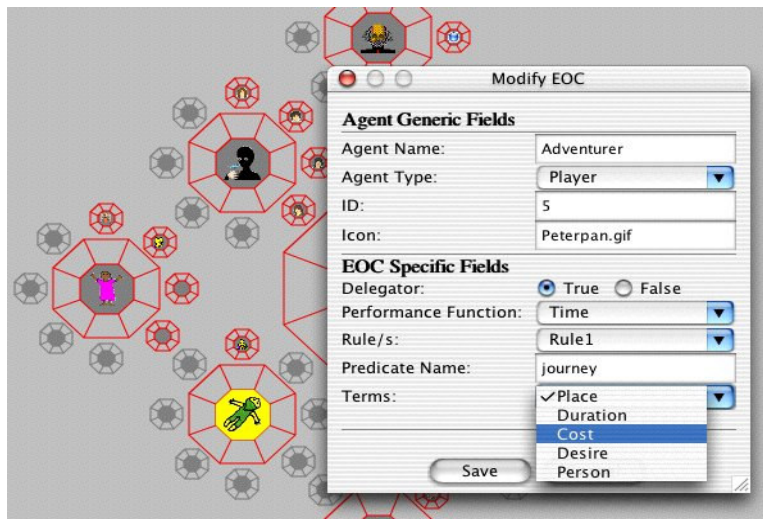 Modify EOC
Agent Generic Fields
Agent Name: Adventurer
Agent Type: Player
ID: 5
Icon: Peterpan.gif
EOC Specific Fields
Delegator: True False
Performance Function: Time
Rule/s: Rule1
Predicate Name: journey
Terms: ✓Place
Duration
Cost
Desire
Save Person